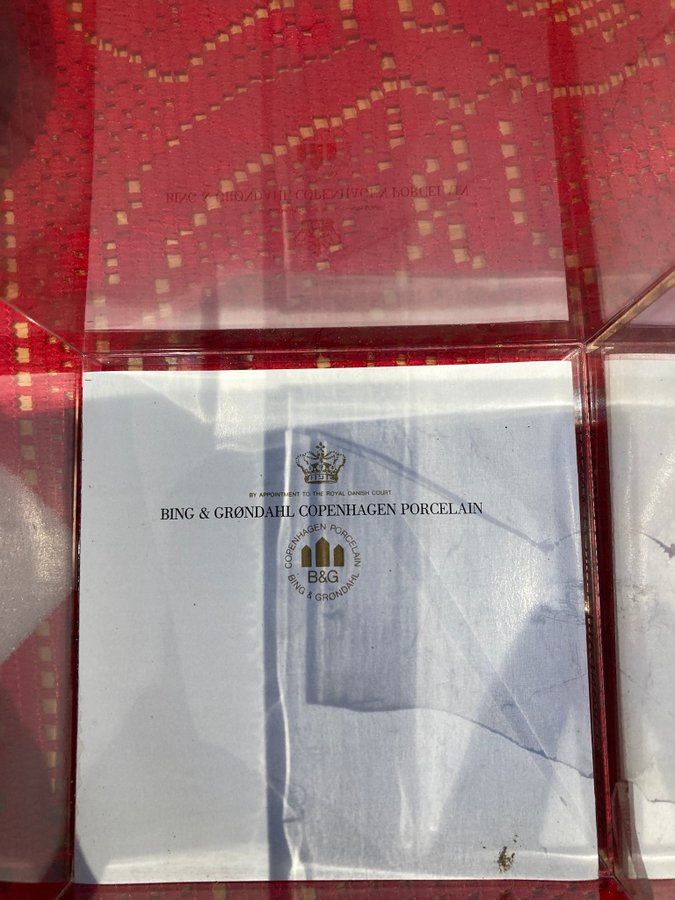 BY APPOINTMENT TO THE ROYAL DANISH COURT
BING & GRØNDAHL COPENHAGEN PORCELAIN
COPENHAGEN PORCELAIN
B&G
BING & GRØNDAHL